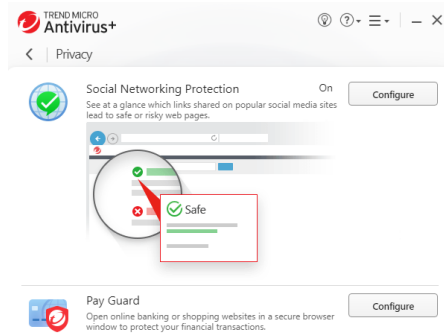 TREND MICRO
Antivirus+
Privacy
Social Networking Protection
On
Configure
See at a glance which links shared on popular social media sites
lead to safe or risky web pages.
Safe
Pay Guard
Configure
Open online banking or shopping websites in a secure browser
window to protect your financial transactions.